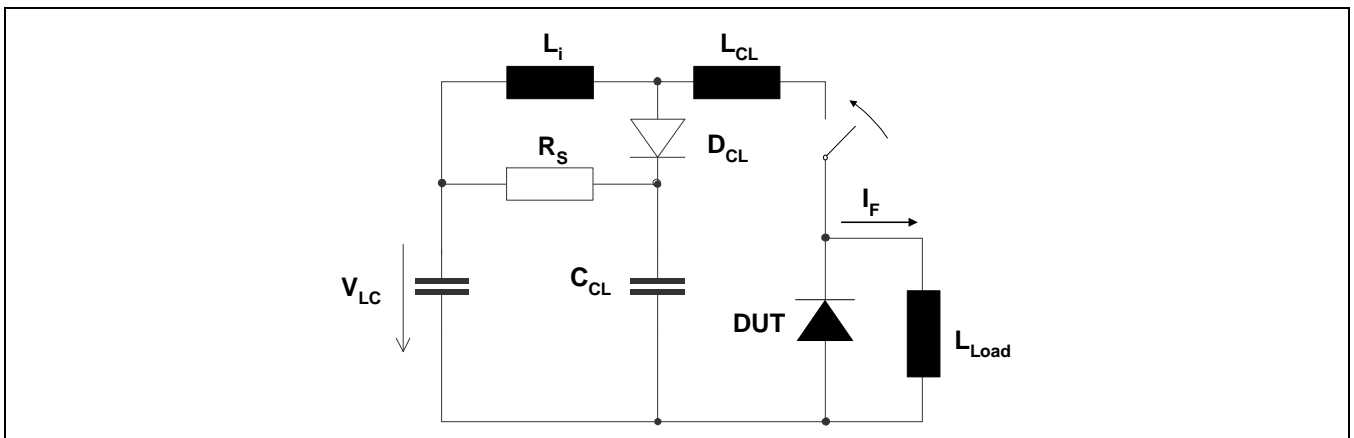 L_i
L_CL
R_S
D_CL
I_F
V_LC
C_CL
DUT
L_Load